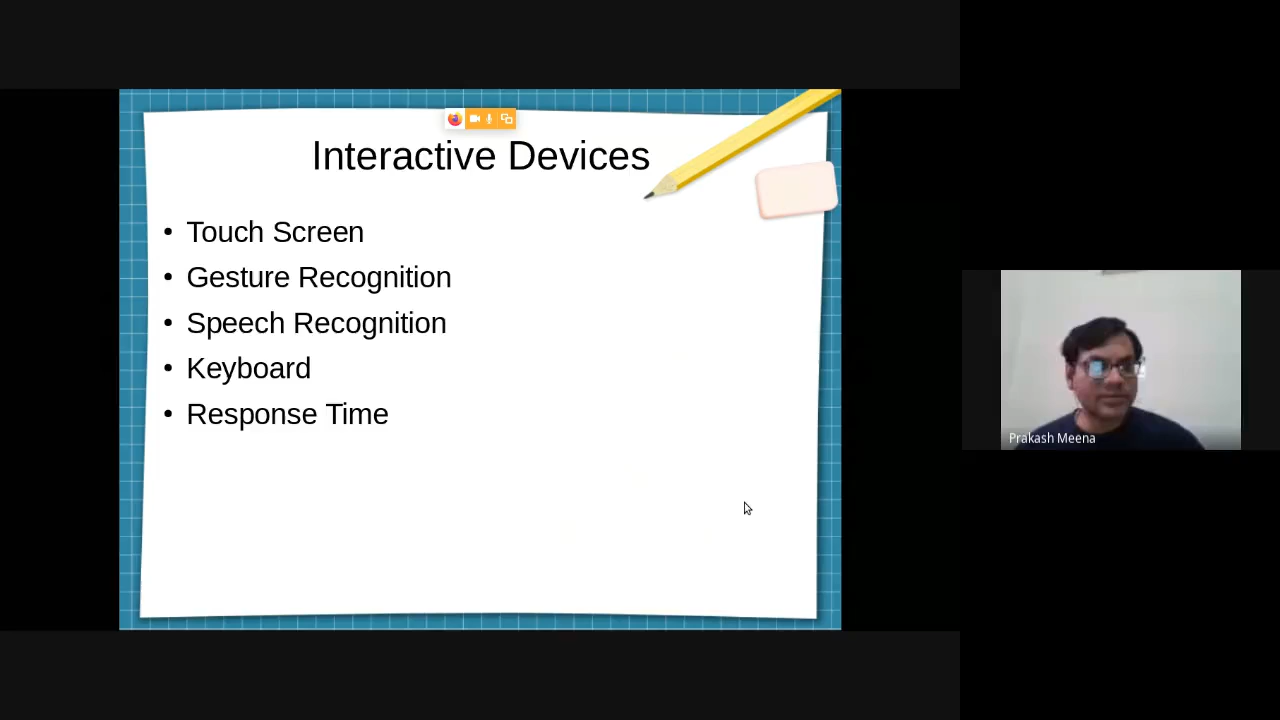 Interactive Devices
• Touch Screen
• Gesture Recognition
• Speech Recognition
• Keyboard
• Response Time
Prakash Meena